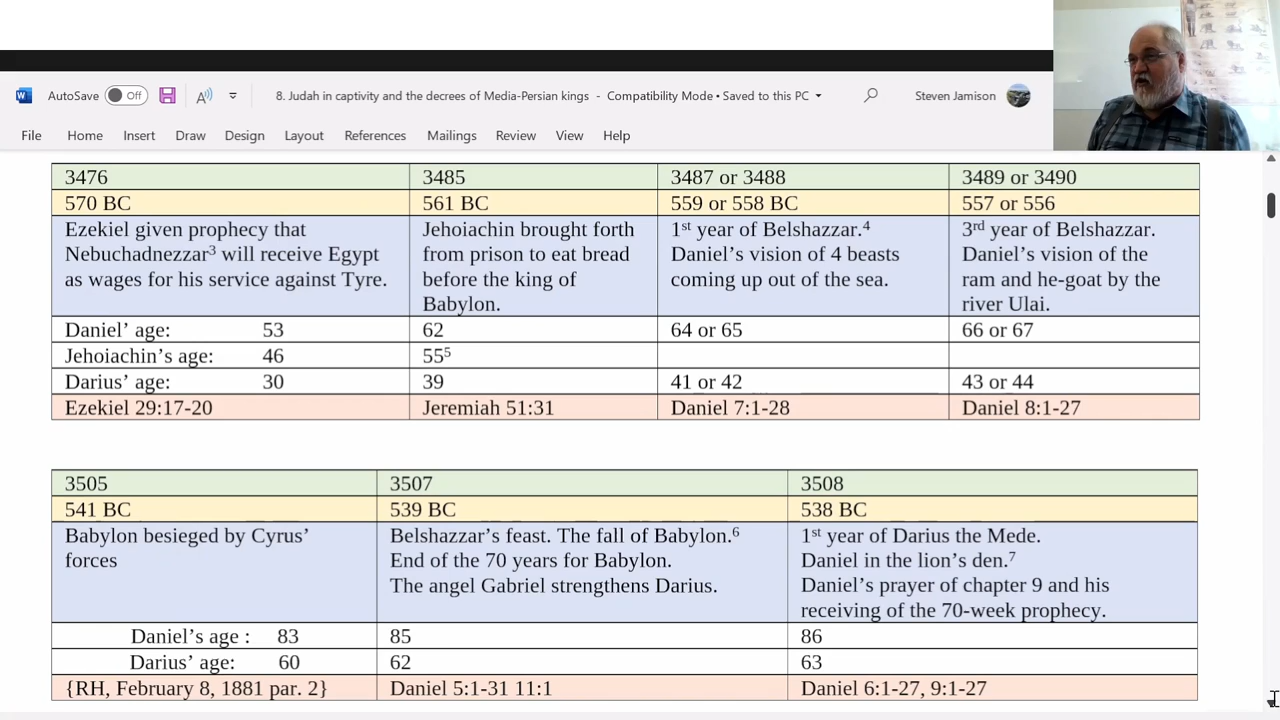 AutoSave Off 8. Judah in captivity and the decrees of Media-Persian kings - Compatibility Mode • Saved to this PC Steven Jamison
File Home Insert Draw Design Layout References Mailings Review View Help
3476 3485 3487 or 3488 3489 or 3490
570 BC 561 BC 559 or 558 BC 557 or 556
Ezekiel given prophecy that Jehoiachin brought forth 1st year of Belshazzar.4 3rd year of Belshazzar.
Nebuchadnezzar3 will receive Egypt from prison to eat bread Daniel’s vision of 4 beasts Daniel’s vision of the
as wages for his service against Tyre. before the king of coming up out of the sea. ram and he-goat by the
Babylon. river Ulai.
Daniel’ age: 53 62 64 or 65 66 or 67
Jehoiachin’s age: 46 555
Darius’ age: 30 39 41 or 42 43 or 44
Ezekiel 29:17-20 Jeremiah 51:31 Daniel 7:1-28 Daniel 8:1-27
3505 3507 3508
541 BC 539 BC 538 BC
Babylon besieged by Cyrus’ Belshazzar’s feast. The fall of Babylon.6 1st year of Darius the Mede.
forces End of the 70 years for Babylon. Daniel in the lion’s den.7
The angel Gabriel strengthens Darius. Daniel’s prayer of chapter 9 and his
receiving of the 70-week prophecy.
Daniel’s age : 83 85 86
Darius’ age: 60 62 63
{RH, February 8, 1881 par. 2} Daniel 5:1-31 11:1 Daniel 6:1-27, 9:1-27